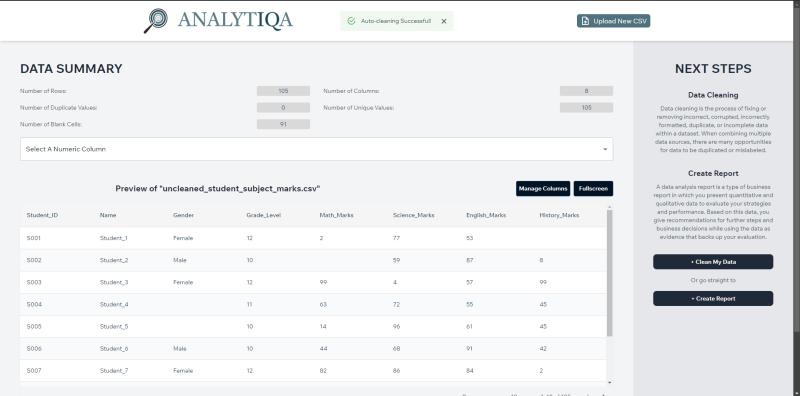 ANALYTIQA
Auto-cleaning Successful! ×
Upload New CSV
DATA SUMMARY
Number of Rows: 105 Number of Columns: 8
Number of Duplicate Values: 0 Number of Unique Values: 105
Number of Blank Cells: 91
Select A Numeric Column
Preview of "uncleaned_student_subject_marks.csv"
Manage Columns Fullscreen
Student_ID Name Gender Grade_Level Math_Marks Science_Marks English_Marks History_Marks
S001 Student_1 Female 12 2 77 53
S002 Student_2 Male 10 59 87 8
S003 Student_3 Female 12 99 4 57 99
S004 Student_4 11 63 72 55 45
S005 Student_5 10 14 96 61 45
S006 Student_6 Male 10 44 68 91 42
S007 Student_7 Female 12 82 86 84 2
NEXT STEPS
Data Cleaning
Data cleaning is the process of fixing or
removing incorrect, corrupted, incorrectly
formatted, duplicate, or incomplete data
within a dataset. When combining multiple
data sources, there are many opportunities
for data to be duplicated or mislabeled.
Create Report
A data analysis report is a type of business
report in which you present quantitative and
qualitative data to evaluate your strategies
and performance. Based on this data, you
give recommendations for further steps and
business decisions while using the data as
evidence that backs up your evaluation.
+ Clean My Data
Or go straight to
+ Create Report